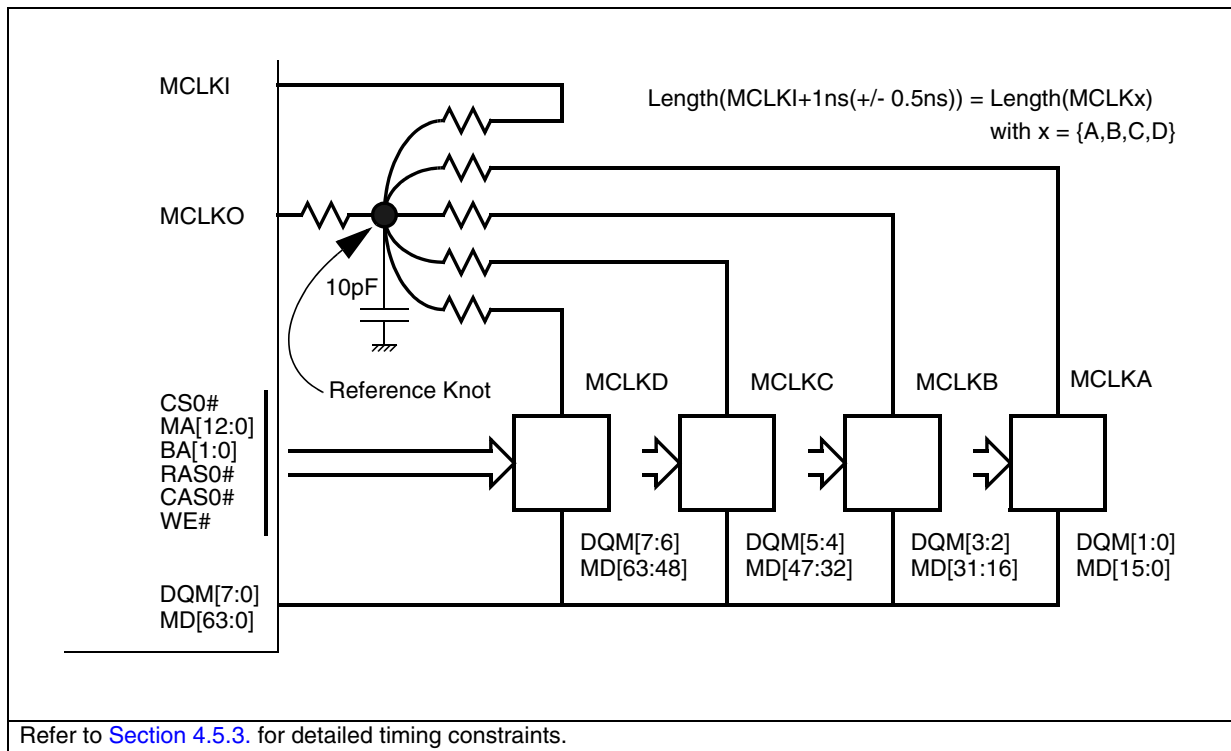 MCLKI
Length(MCLKI+1ns(+/- 0.5ns)) = Length(MCLKx)
with x = {A,B,C,D}
MCLKO
10pF
Reference Knot
MCLKD
MCLKC
MCLKB
MCLKA
CS0#
MA[12:0]
BA[1:0]
RAS0#
CAS0#
WE#
DQM[7:6]
MD[63:48]
DQM[5:4]
MD[47:32]
DQM[3:2]
MD[31:16]
DQM[1:0]
MD[15:0]
DQM[7:0]
MD[63:0]
Refer to Section 4.5.3. for detailed timing constraints.